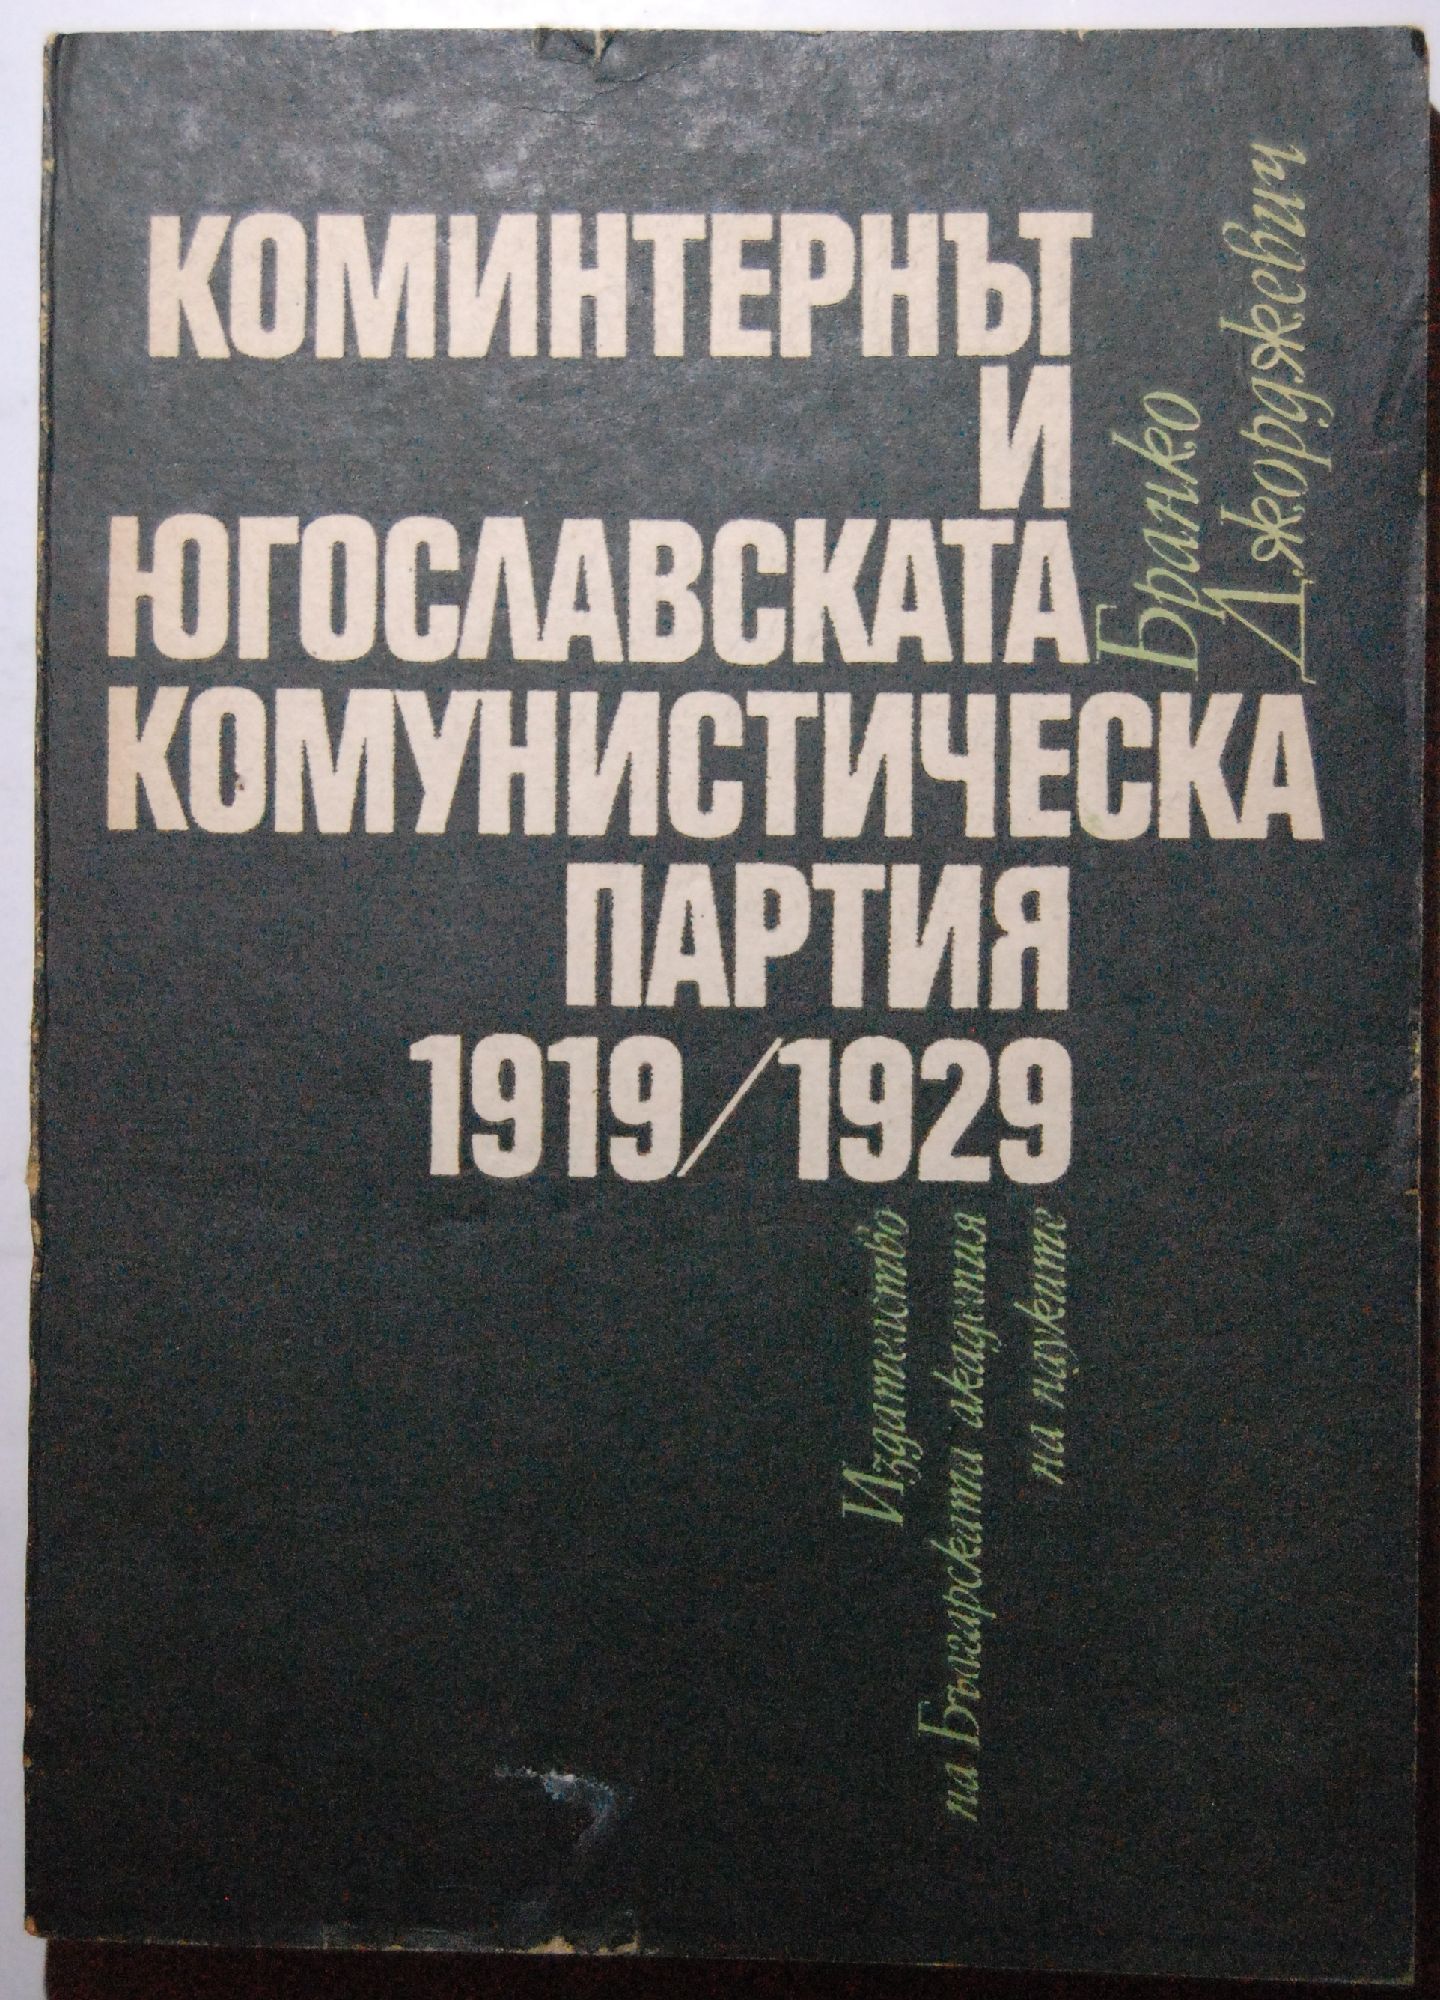 КОМИНТЕРНЪТ
И
ЮГОСЛАВСКАТА
КОМУНИСТИЧЕСКА
ПАРТИЯ
1919/1929
Бранко
Джорджевич
Издателство
на Българската академия
на науките